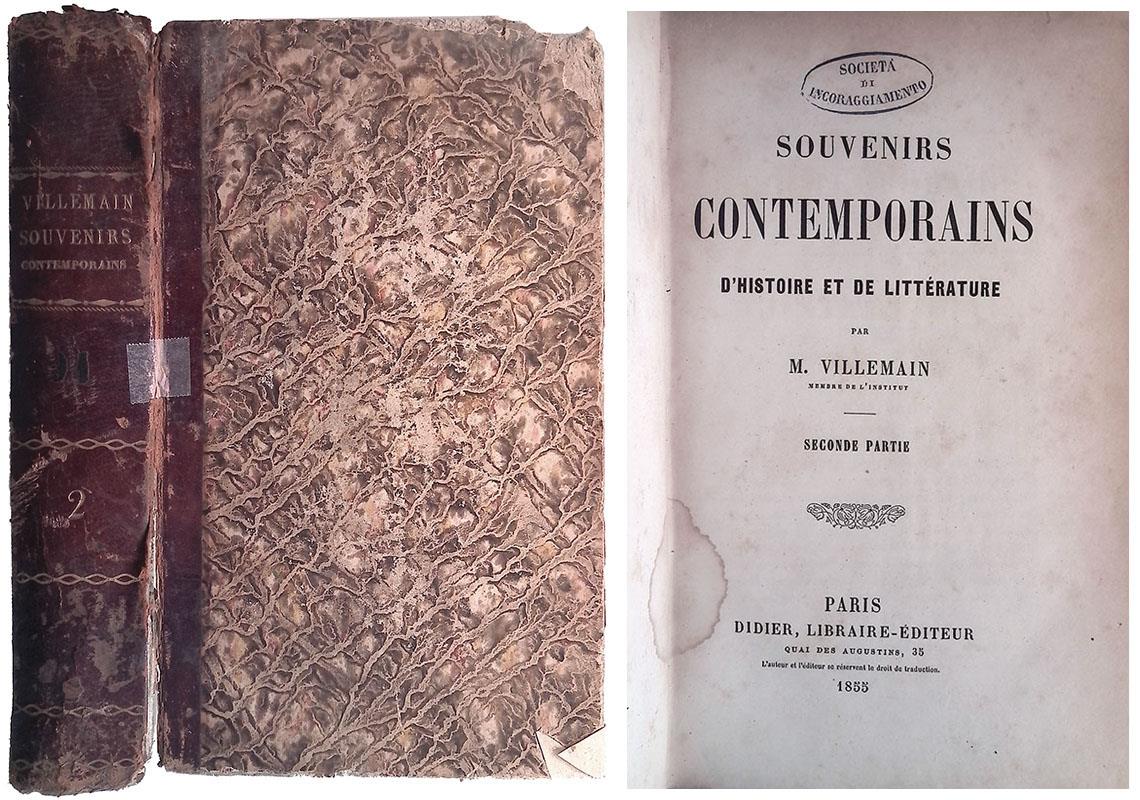 VILLEMAIN
SOUVENIRS
CONTEMPORAINS
2
SOCIETÁ
DI
INCORAGGIAMENTO
SOUVENIRS
CONTEMPORAINS
D'HISTOIRE ET DE LITTÉRATURE
PAR
M. VILLEMAIN
MEMBRE DE L'INSTITUT
SECONDE PARTIE
PARIS
DIDIER, LIBRAIRE-ÉDITEUR
QUAI DES AUGUSTINS, 35
L'auteur et l'éditeur se réservent le droit de traduction.
1855